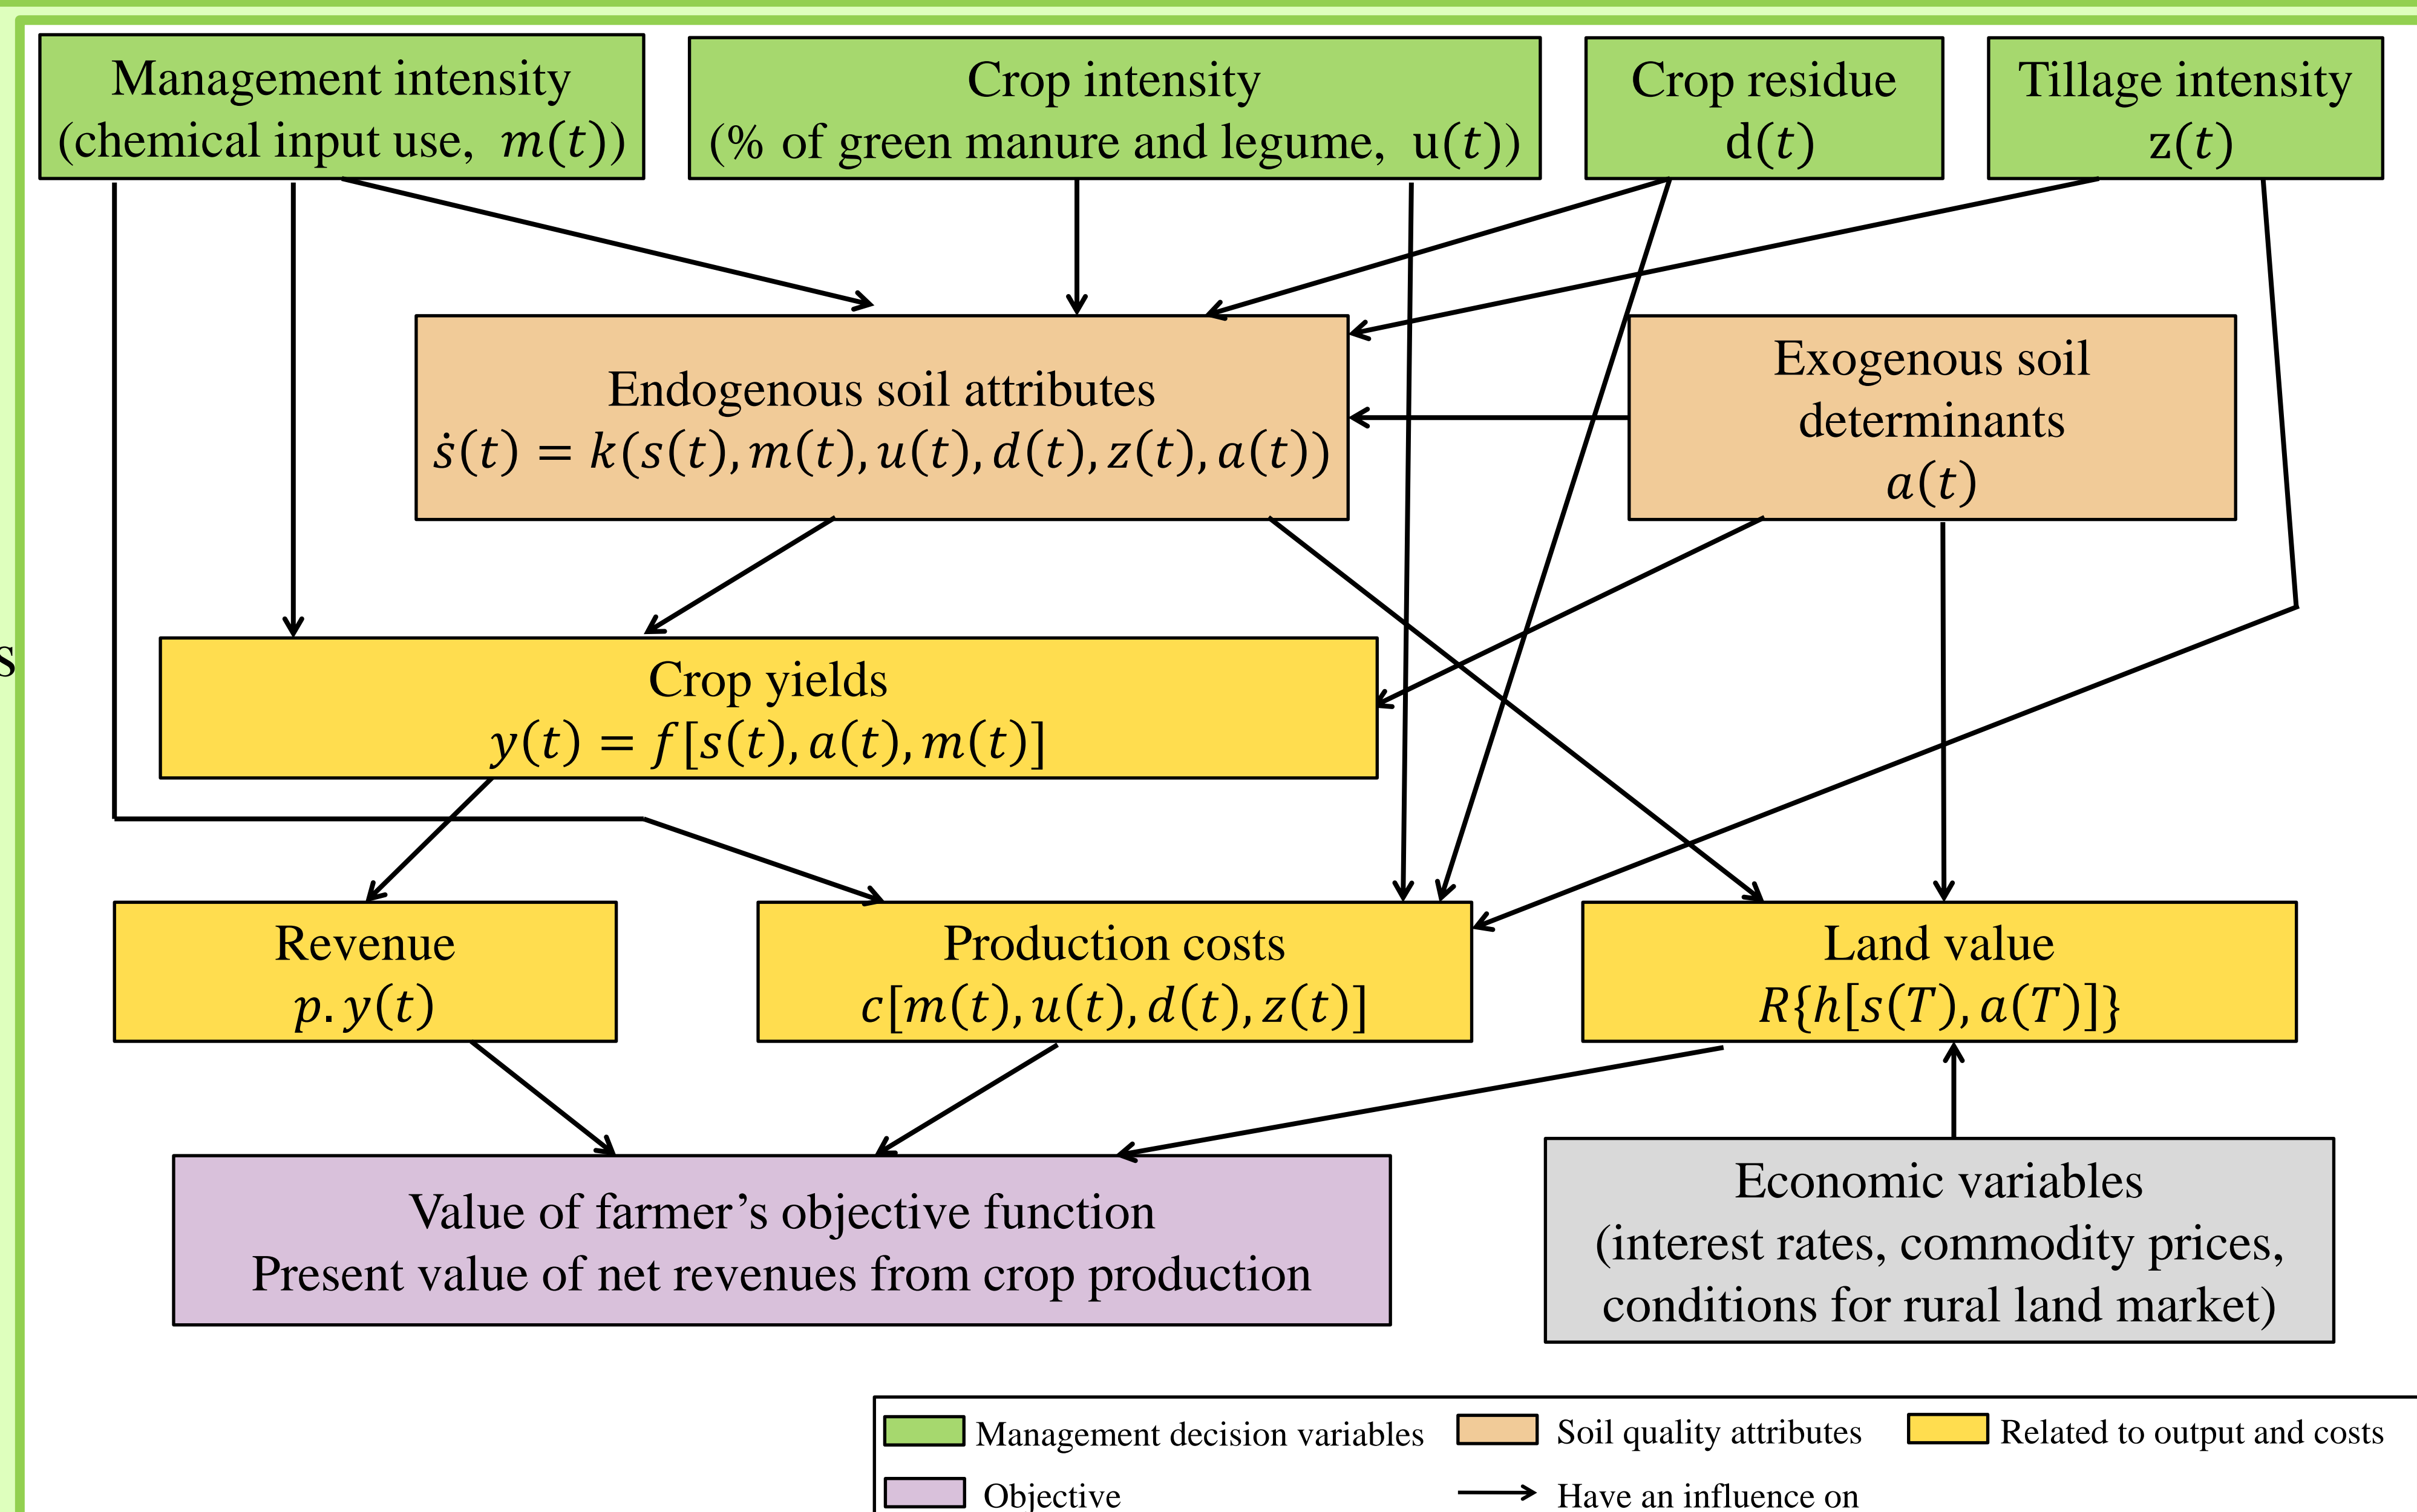 Management intensity
(chemical input use, m(t))
Crop intensity
(% of green manure and legume, u(t))
Crop residue
d(t)
Tillage intensity
z(t)
Endogenous soil attributes
ṡ(t) = k(s(t), m(t), u(t), d(t), z(t), a(t))
Exogenous soil
determinants
a(t)
s
Crop yields
y(t) = f[s(t), a(t), m(t)]
Revenue
p. y(t)
Production costs
c[m(t), u(t), d(t), z(t)]
Land value
R{h[s(T), a(T)]}
Value of farmer’s objective function
Present value of net revenues from crop production
Economic variables
(interest rates, commodity prices,
conditions for rural land market)
Management decision variables
Soil quality attributes
Related to output and costs
Objective
Have an influence on